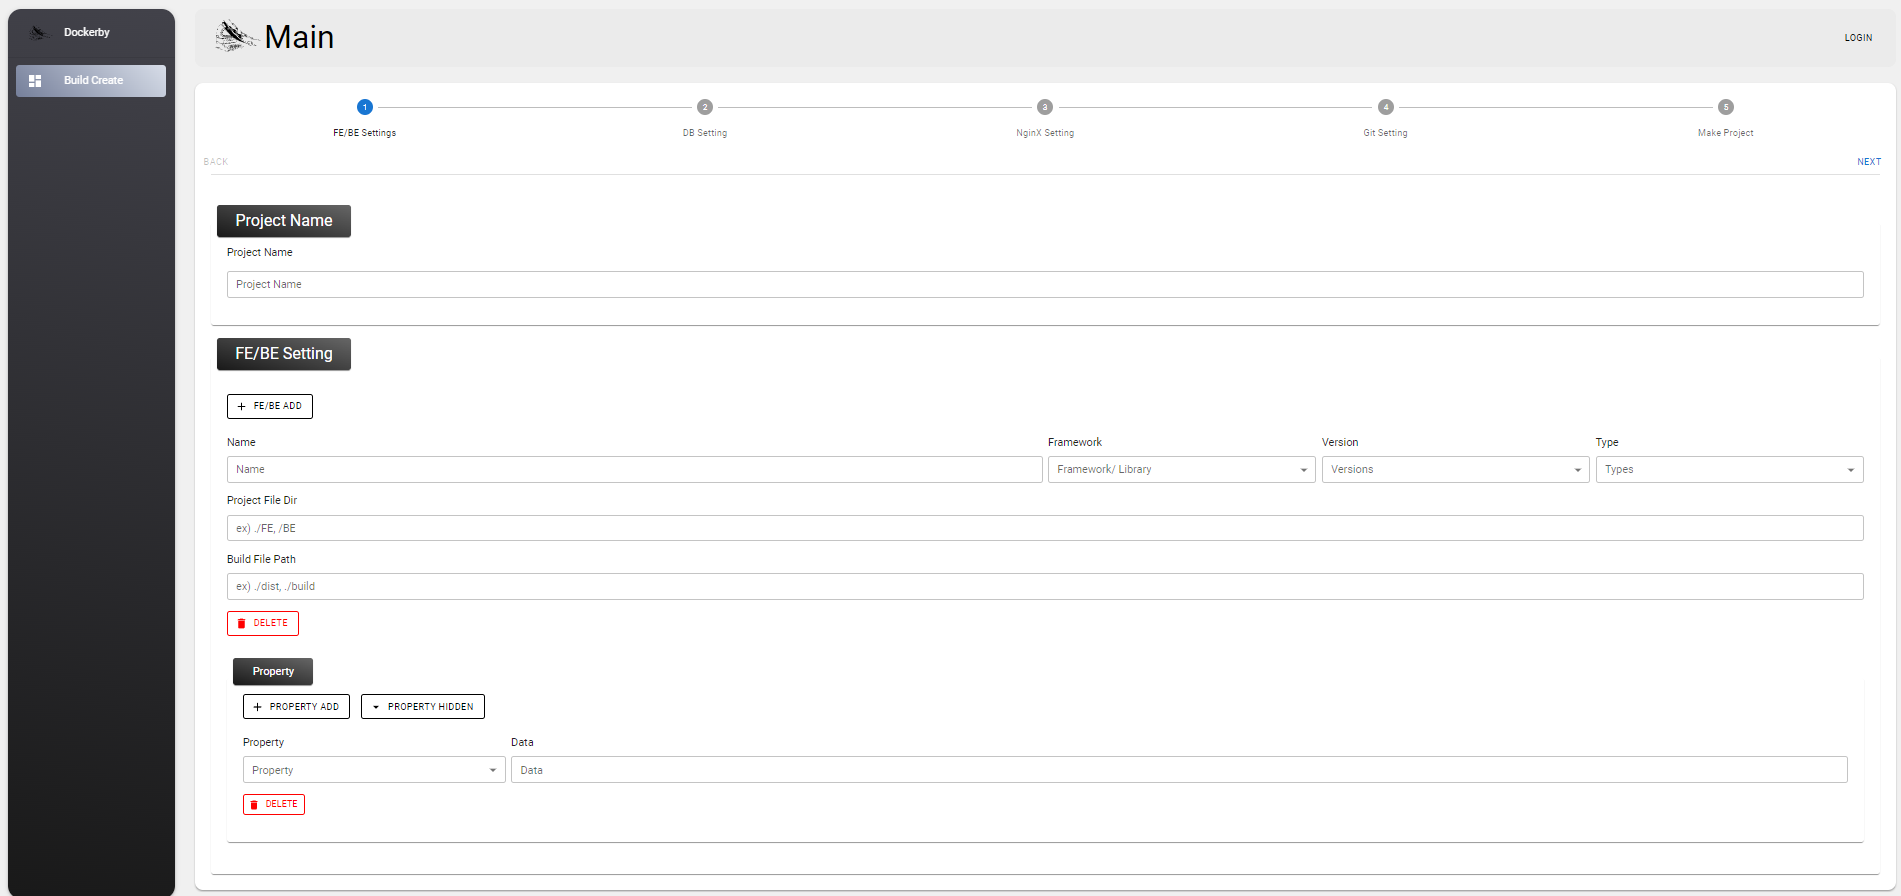 Dockerby
Build Create
Main
LOGIN
1 2 3 4 5
FE/BE Settings DB Setting NginX Setting Git Setting Make Project
BACK NEXT
Project Name
Project Name
Project Name
FE/BE Setting
FE/BE ADD
Name Framework Version Type
Name Framework/ Library Versions Types
Project File Dir
ex) ./FE, /BE
Build File Path
ex) ./dist, ./build
DELETE
Property
PROPERTY ADD PROPERTY HIDDEN
Property Data
Property Data
DELETE